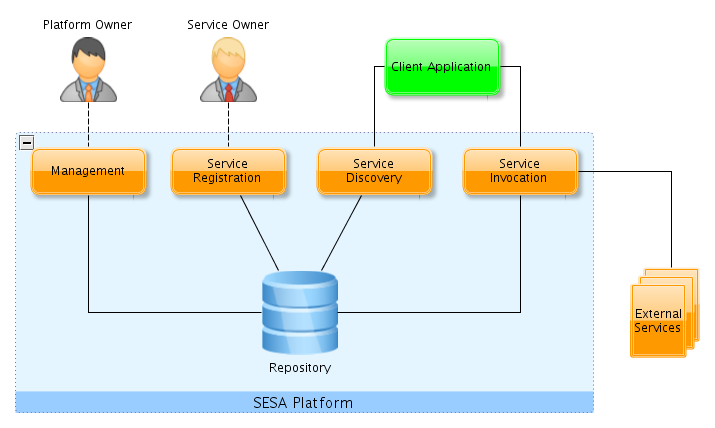 Platform Owner
Service Owner
Client Application
Management
Service
Registration
Service
Discovery
Service
Invocation
External
Services
Repository
SESA Platform